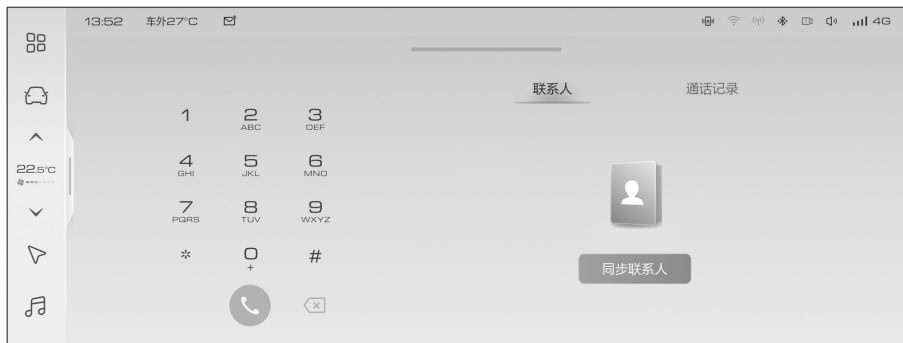 13:52 车外27°C 4G
联系人 通话记录
1 2 3
ABC DEF
4 5 6
GHI JKL MNO
22.5°C
7 8 9
PQRS TUV WXYZ
* 0 #
+
同步联系人